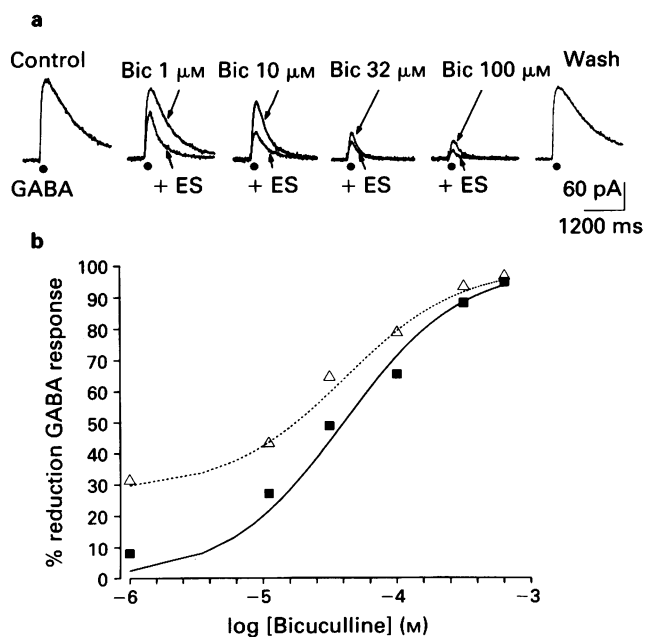 a
Control
Bic 1 μM
Bic 10 μM
Bic 32 μM
Bic 100 μM
Wash
GABA
+ ES
+ ES
+ ES
+ ES
60 pA
1200 ms
b
% reduction GABA response
100
90
80
70
60
50
40
30
20
10
0
−6
−5
−4
−3
log [Bicuculline] (M)